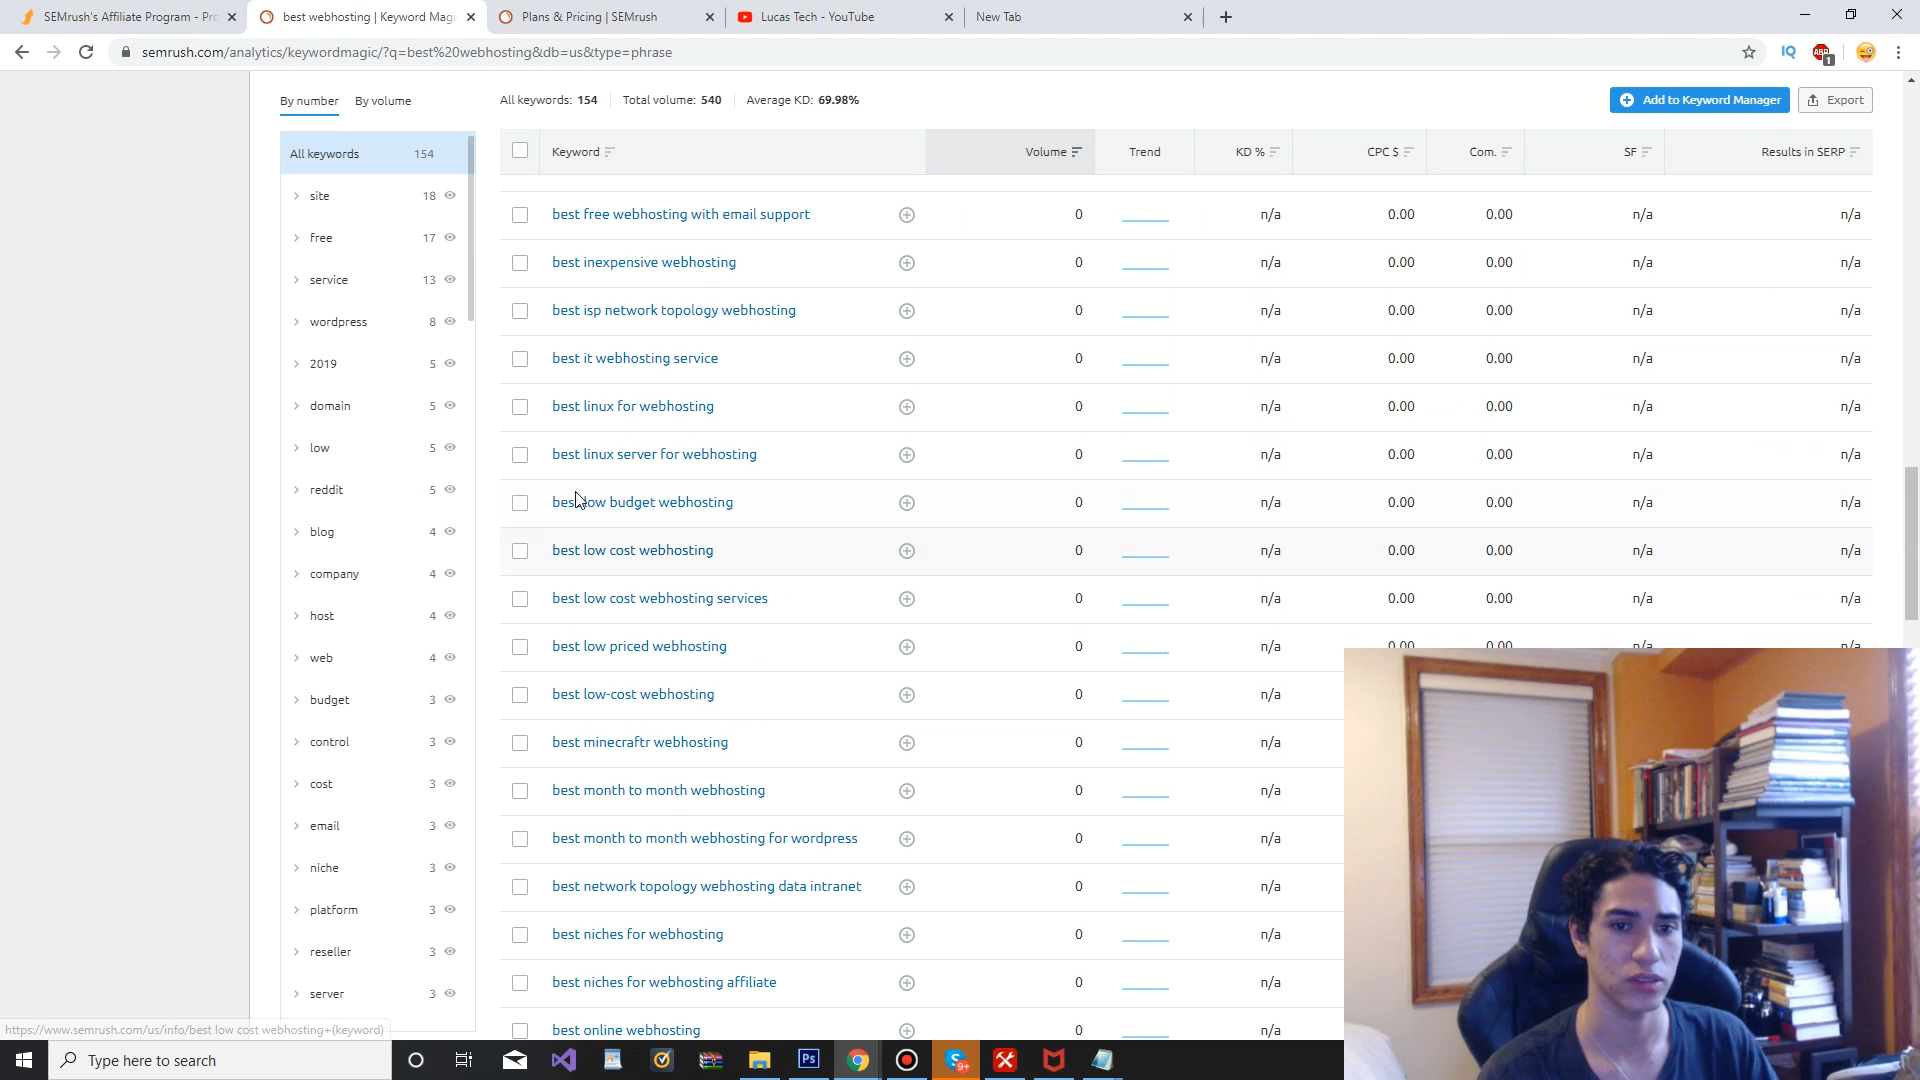 SEMrush's Affiliate Program - Pro
best webhosting | Keyword Magi
Plans & Pricing | SEMrush
Lucas Tech - YouTube
New Tab
semrush.com/analytics/keywordmagic/?q=best%20webhosting&db=us&type=phrase
By number By volume
All keywords: 154 Total volume: 540 Average KD: 69.98%
Add to Keyword Manager
Export
All keywords 154
site 18
free 17
service 13
wordpress 8
2019 5
domain 5
low 5
reddit 5
blog 4
company 4
host 4
web 4
budget 3
control 3
cost 3
email 3
niche 3
platform 3
reseller 3
server 3
Keyword Volume Trend KD % CPC $ Com. SF Results in SERP
best free webhosting with email support 0 n/a 0.00 0.00 n/a n/a
best inexpensive webhosting 0 n/a 0.00 0.00 n/a n/a
best isp network topology webhosting 0 n/a 0.00 0.00 n/a n/a
best it webhosting service 0 n/a 0.00 0.00 n/a n/a
best linux for webhosting 0 n/a 0.00 0.00 n/a n/a
best linux server for webhosting 0 n/a 0.00 0.00 n/a n/a
best low budget webhosting 0 n/a 0.00 0.00 n/a n/a
best low cost webhosting 0 n/a 0.00 0.00 n/a n/a
best low cost webhosting services 0 n/a 0.00 0.00 n/a n/a
best low priced webhosting 0 n/a 0.00 0.00 n/a n/a
best low-cost webhosting 0 n/a
best minecraftr webhosting 0 n/a
best month to month webhosting 0 n/a
best month to month webhosting for wordpress 0 n/a
best network topology webhosting data intranet 0 n/a
best niches for webhosting 0 n/a
best niches for webhosting affiliate 0 n/a
best online webhosting 0 n/a
https://www.semrush.com/us/info/best low cost webhosting+(keyword)
Type here to search